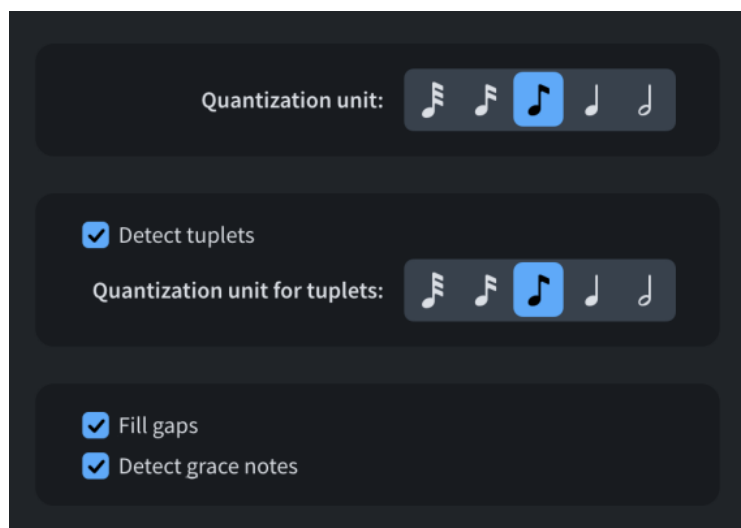 Quantization unit:
Detect tuplets
Quantization unit for tuplets:
Fill gaps
Detect grace notes